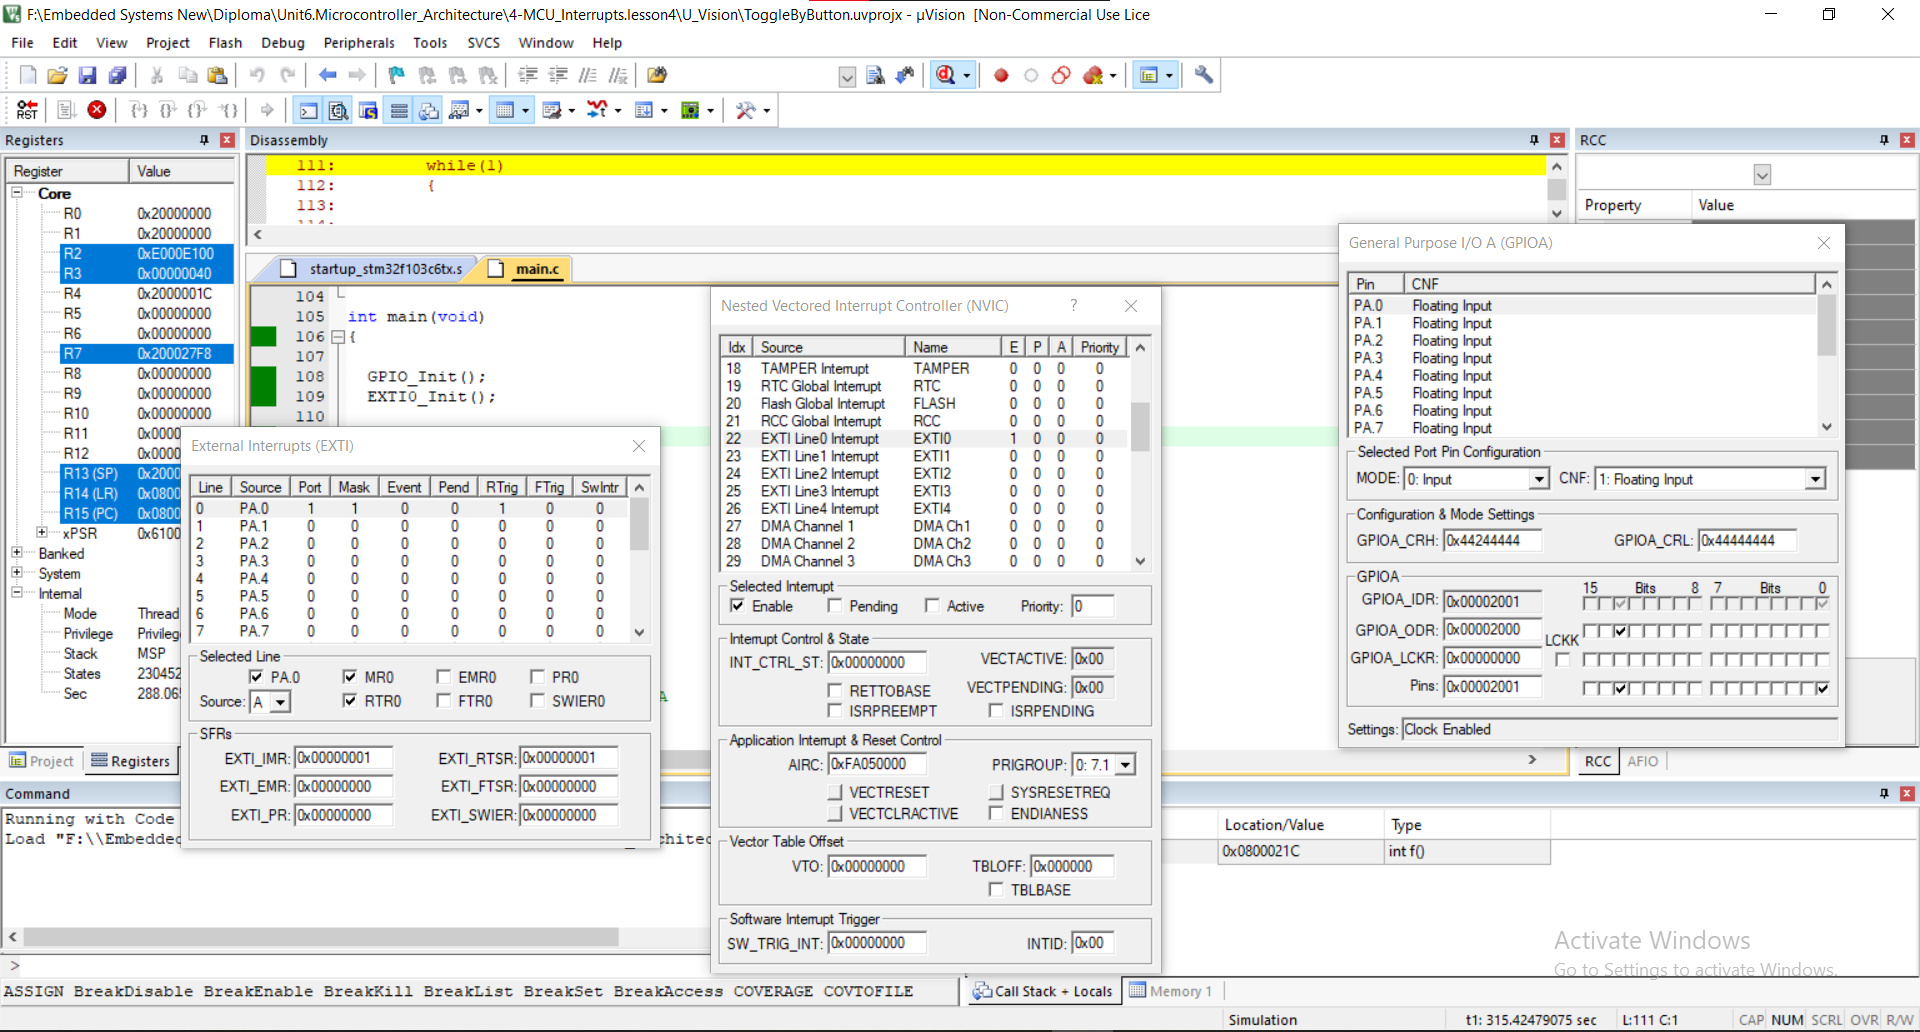 F:\Embedded Systems New\Diploma\Unit6.Microcontroller_Architecture\4-MCU_Interrupts.lesson4\U_Vision\ToggleByButton.uvprojx - µVision [Non-Commercial Use Lice
File Edit View Project Flash Debug Peripherals Tools SVCS Window Help
RST
Registers
Register Value
Core
R0 0x20000000
R1 0x20000000
R2 0xE000E100
R3 0x00000040
R4 0x2000001C
R5 0x00000000
R6 0x00000000
R7 0x200027F8
R8 0x00000000
R9 0x00000000
R10 0x00000000
R11 0x0000
R12 0x0000
R13 (SP) 0x2000
R14 (LR) 0x0800
R15 (PC) 0x0800
xPSR 0x6100
Banked
System
Internal
Mode Thread
Privilege Privileg
Stack MSP
States 230452
Sec 288.06
Project Registers
Disassembly
111: while(1)
112: {
113:
114:
startup_stm32f103c6tx.s main.c
104
105 int main(void)
106 {
107
108 GPIO_Init();
109 EXTI0_Init();
110
A
External Interrupts (EXTI)
Line Source Port Mask Event Pend RTrig FTrig SwIntr
0 PA.0 1 1 0 0 1 0 0
1 PA.1 0 0 0 0 0 0 0
2 PA.2 0 0 0 0 0 0 0
3 PA.3 0 0 0 0 0 0 0
4 PA.4 0 0 0 0 0 0 0
5 PA.5 0 0 0 0 0 0 0
6 PA.6 0 0 0 0 0 0 0
7 PA.7 0 0 0 0 0 0 0
Selected Line
PA.0 MR0 EMR0 PR0
Source: A RTR0 FTR0 SWIER0
SFRs
EXTI_IMR: 0x00000001 EXTI_RTSR: 0x00000001
EXTI_EMR: 0x00000000 EXTI_FTSR: 0x00000000
EXTI_PR: 0x00000000 EXTI_SWIER: 0x00000000
Nested Vectored Interrupt Controller (NVIC) ?
Idx Source Name E P A Priority
18 TAMPER Interrupt TAMPER 0 0 0 0
19 RTC Global Interrupt RTC 0 0 0 0
20 Flash Global Interrupt FLASH 0 0 0 0
21 RCC Global Interrupt RCC 0 0 0 0
22 EXTI Line0 Interrupt EXTI0 1 0 0 0
23 EXTI Line1 Interrupt EXTI1 0 0 0 0
24 EXTI Line2 Interrupt EXTI2 0 0 0 0
25 EXTI Line3 Interrupt EXTI3 0 0 0 0
26 EXTI Line4 Interrupt EXTI4 0 0 0 0
27 DMA Channel 1 DMA Ch1 0 0 0 0
28 DMA Channel 2 DMA Ch2 0 0 0 0
29 DMA Channel 3 DMA Ch3 0 0 0 0
Selected Interrupt
Enable Pending Active Priority: 0
Interrupt Control & State
INT_CTRL_ST: 0x00000000 VECTACTIVE: 0x00
RETTOBASE VECTPENDING: 0x00
ISRPREEMPT ISRPENDING
Application Interrupt & Reset Control
AIRC: 0xFA050000 PRIGROUP: 0: 7.1
VECTRESET SYSRESETREQ
VECTCLRACTIVE ENDIANESS
Vector Table Offset
VTO: 0x00000000 TBLOFF: 0x000000
TBLBASE
Software Interrupt Trigger
SW_TRIG_INT: 0x00000000 INTID: 0x00
RCC
Property Value
General Purpose I/O A (GPIOA)
Pin CNF
PA.0 Floating Input
PA.1 Floating Input
PA.2 Floating Input
PA.3 Floating Input
PA.4 Floating Input
PA.5 Floating Input
PA.6 Floating Input
PA.7 Floating Input
Selected Port Pin Configuration
MODE: 0: Input CNF: 1: Floating Input
Configuration & Mode Settings
GPIOA_CRH: 0x44244444 GPIOA_CRL: 0x44444444
GPIOA
15 Bits 8 7 Bits 0
GPIOA_IDR: 0x00002001
GPIOA_ODR: 0x00002000
LCKK
GPIOA_LCKR: 0x00000000
Pins: 0x00002001
Settings: Clock Enabled
RCC AFIO
Command
Running with Code
Load "F:\\Embedded
hitec
>
ASSIGN BreakDisable BreakEnable BreakKill BreakList BreakSet BreakAccess COVERAGE COVTOFILE
Location/Value Type
0x0800021C int f()
Call Stack + Locals Memory 1
Activate Windows
Go to Settings to activate Windows.
Simulation t1: 315.42479075 sec L:111 C:1 CAP NUM SCRL OVR R/W